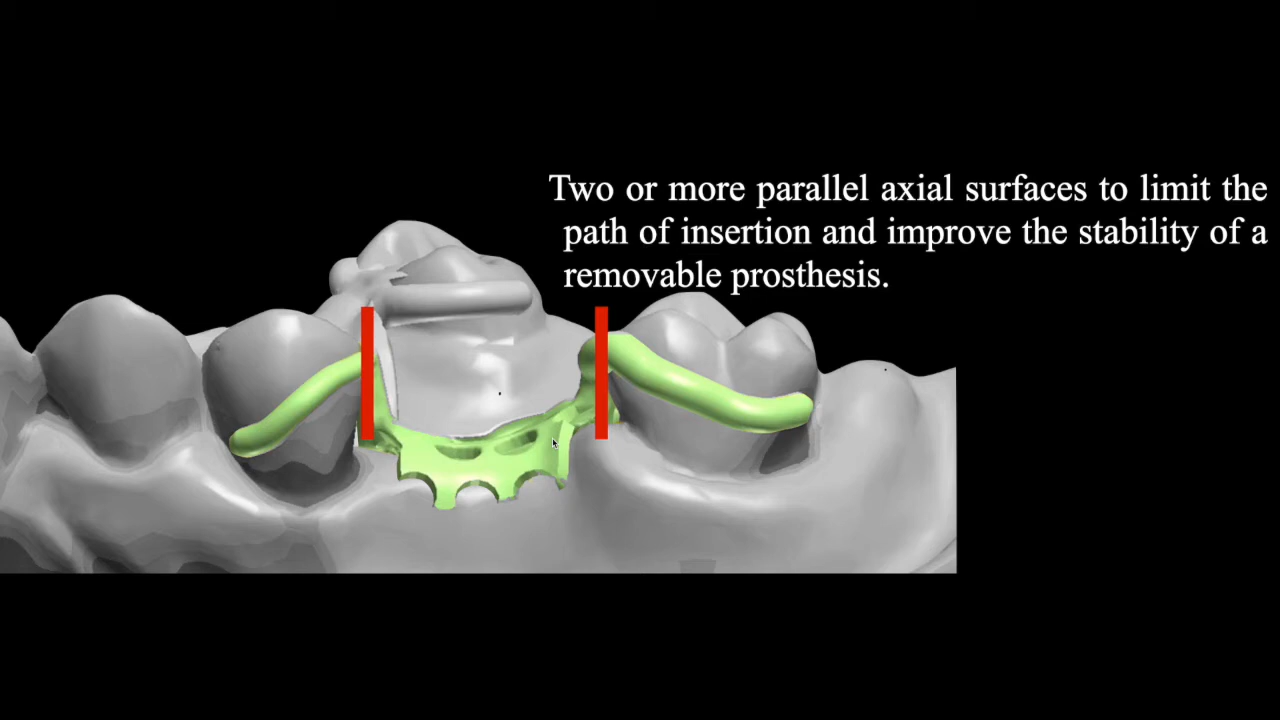 Two or more parallel axial surfaces to limit the
path of insertion and improve the stability of a
removable prosthesis.